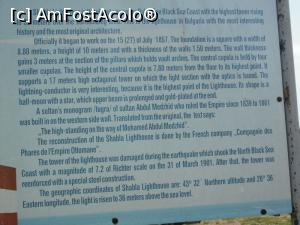 [c] AmFostAcolo®
Black Sea Coast with the highest tower rising
Lighthouse in Bulgaria with the most interesting
history and the most original architecture.
Officially it began to work on the 15 (27) of July 1857. The foundation is a square with a width of
8.88 meters, a height of 10 meters and with a thickness of the walls 1.50 meters. The wall thickness
gains 3 meters at the section of the pillars which holds vault arches. The central cupola is held by four
smaller cupolas. The height of the central cupola is 7.80 meters from the floor to its highest point. It
supports a 17 meters high octagonal tower on which the light section with the optics is found. The
lightning-conductor is very interesting, because it is the highest point of the Lighthouse. Its shape is a
half-moon with a star, which upper beam is prolonged and gold-plated at the end.
A sultan's monogram /tugra/ of sultan Abdul Medzhid who ruled the Empire since 1839 to 1861
was built in on the western side wall. Translated from the original, the text says:
„The high-standing on the way of Mohamed Abdul Medzhid".
The reconstruction of the Shabla Lighthouse is done by the French company „Compagnie des
Phares de l'Empire Ottomane".
The tower of the lighthouse was damaged during the earthquake which shook the North Black Sea
Coast with a magnitude of 7.2 of Richter scale on the 31 of March 1901. After that, the tower was
reenforced with a special steel construction.
The geographic coordinates of Shabla Lighthouse are: 43° 32´ Northern altitude and 28° 36´
Eastern longitude, the light is risen to 36 meters above the sea level.